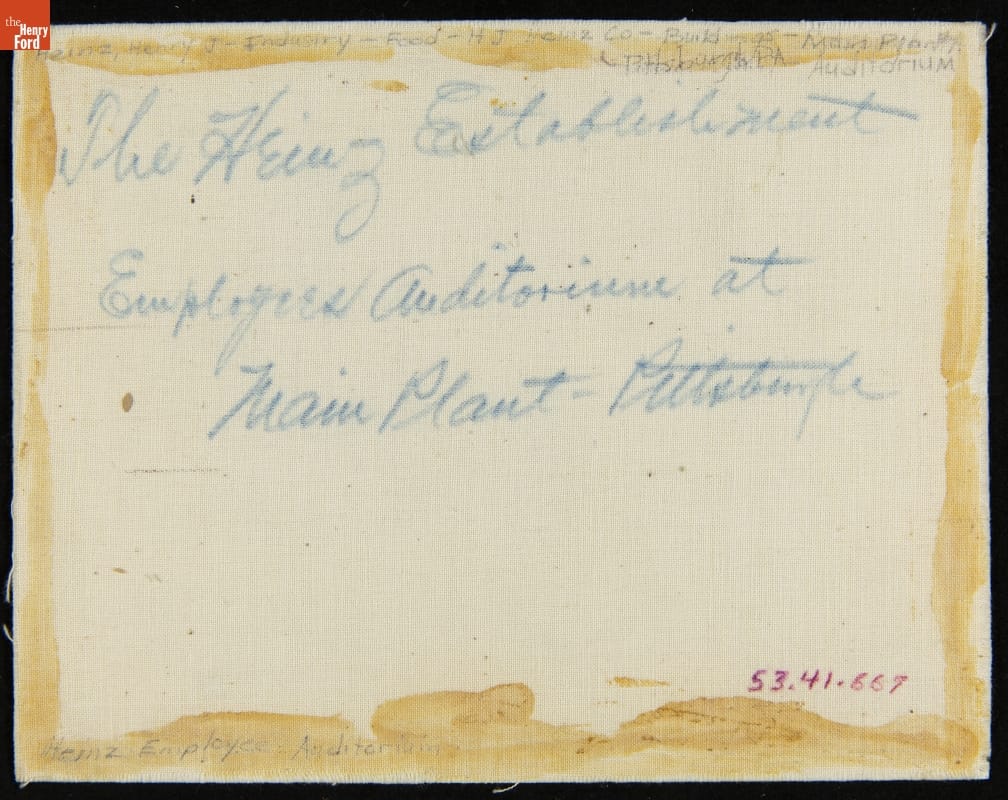 the
Henry
Ford
Heinz, Henry J - Industry - Food - H J Heinz Co - Buildings - Main Plant
Pittsburgh, PA Auditorium
The Heinz Establishment
Employees Auditorium at
Main Plant - Pittsburgh
53.41.667
Heinz Employee Auditorium